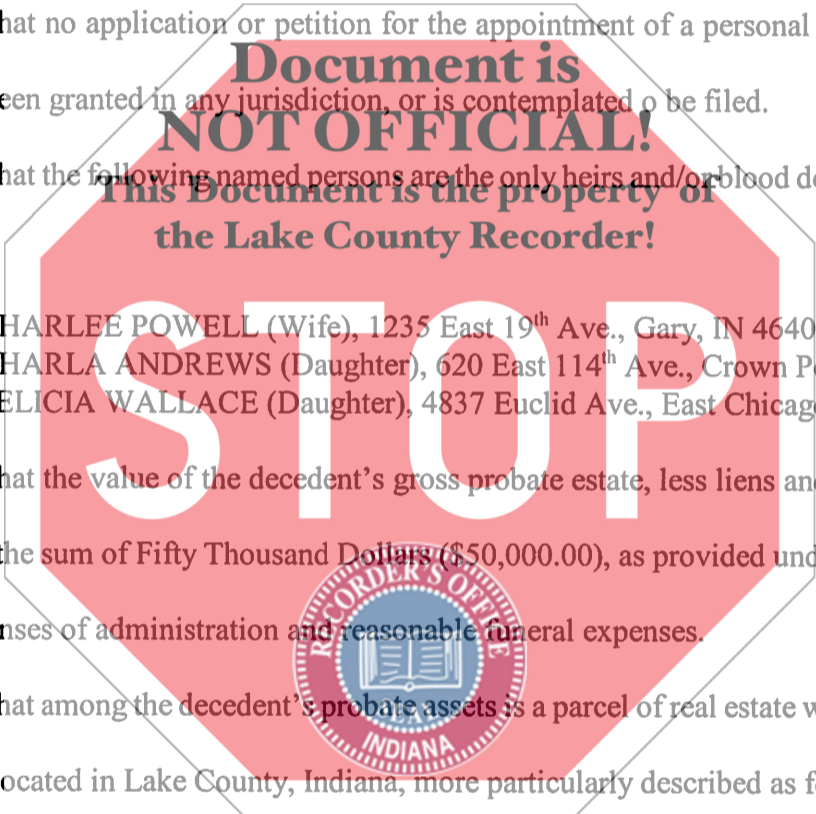 hat no application or petition for the appointment of a personal
Document is
een granted in any jurisdiction, or is contemplated o be filed.
NOT OFFICIAL!
hat the following named persons are the only heirs and/or blood d
This Document is the property of
the Lake County Recorder!
STOP
HARLEE POWELL (Wife), 1235 East 19th Ave., Gary, IN 4640
HARLA ANDREWS (Daughter), 620 East 114th Ave., Crown P
ELICIA WALLACE (Daughter), 4837 Euclid Ave., East Chicag
hat the value of the decedent's gross probate estate, less liens an
the sum of Fifty Thousand Dollars ($50,000.00), as provided und
RECORDER'S OFFICE
nses of administration and reasonable funeral expenses.
hat among the decedent's probate assets is a parcel of real estate w
INDIANA
ocated in Lake County, Indiana, more particularly described as f